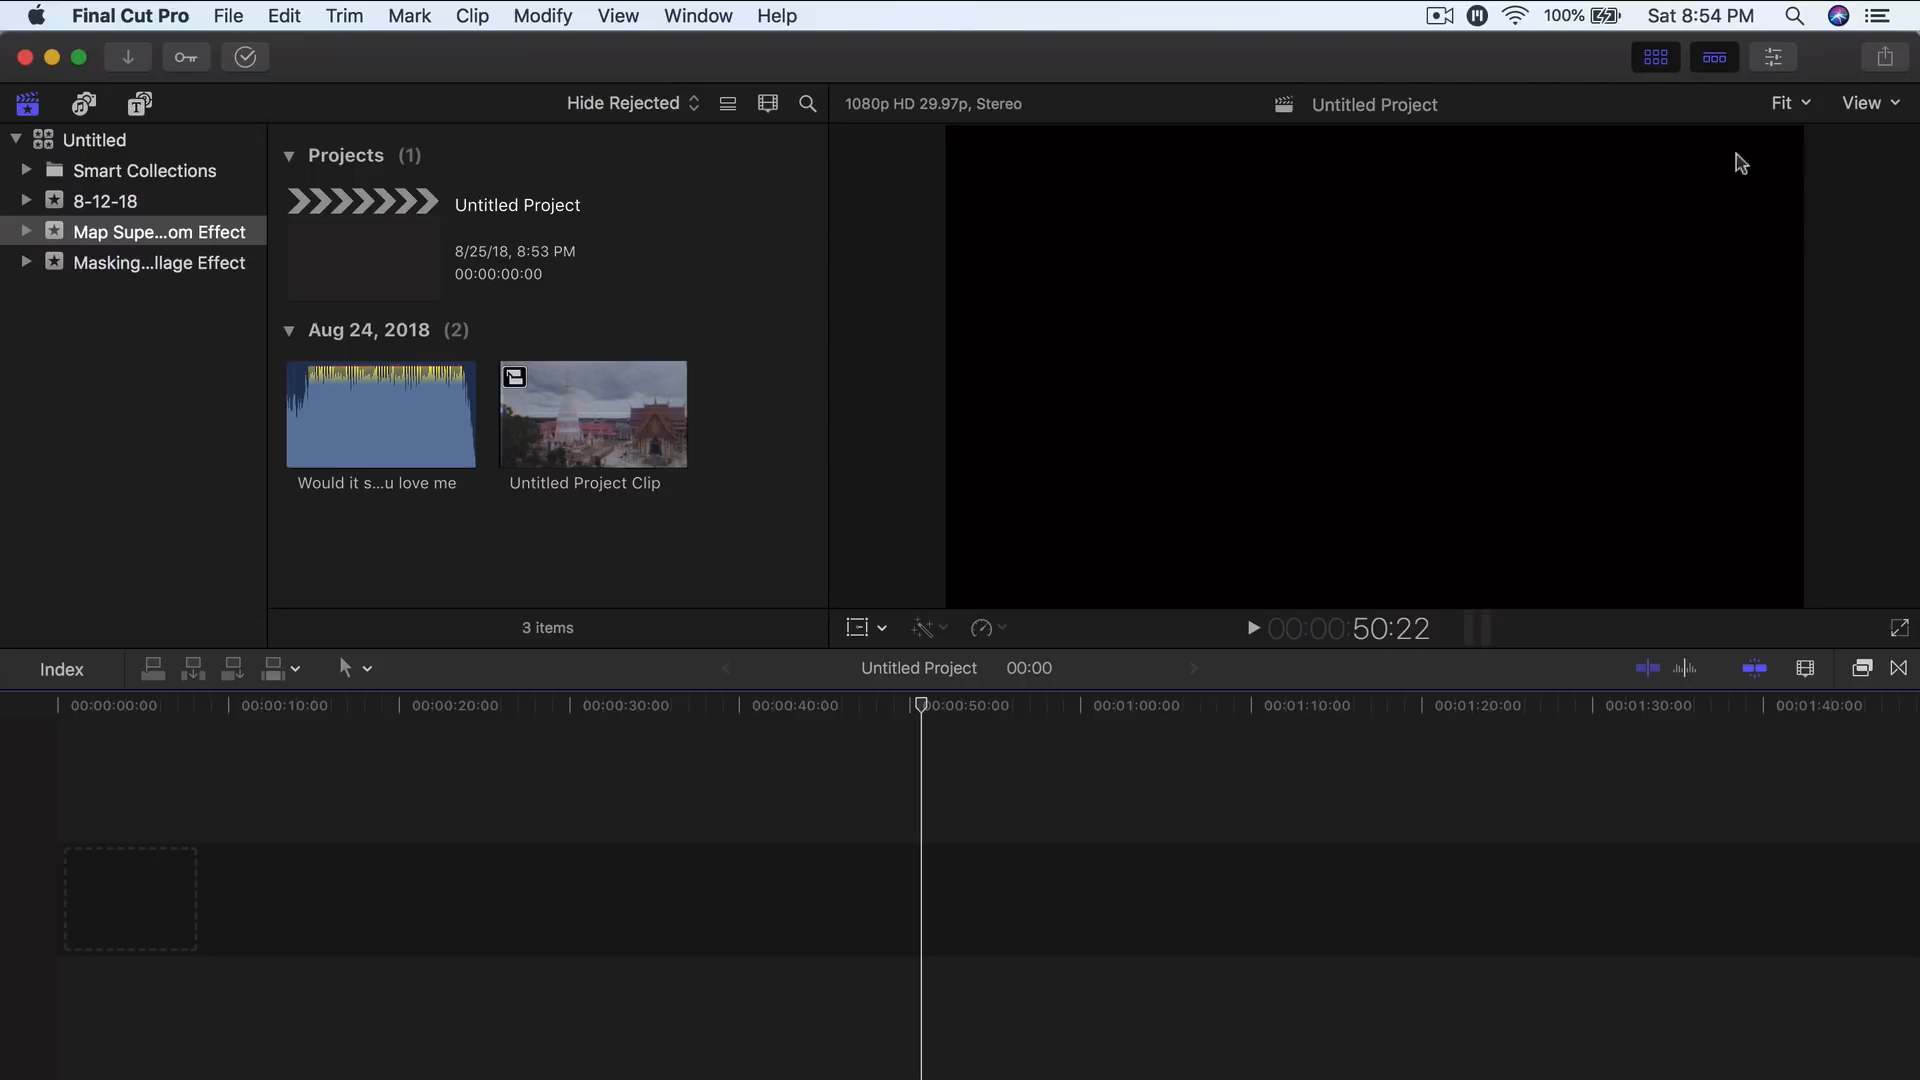 Final Cut Pro File Edit Trim Mark Clip Modify View Window Help 100% Sat 8:54 PM
Hide Rejected 1080p HD 29.97p, Stereo Untitled Project Fit View
Untitled
Smart Collections
8-12-18
Map Supe...om Effect
Masking...llage Effect
Projects (1)
Untitled Project
8/25/18, 8:53 PM
00:00:00:00
Aug 24, 2018 (2)
Would it s...u love me Untitled Project Clip
3 items 00:00:50:22
Index Untitled Project 00:00
00:00:00:00 00:00:10:00 00:00:20:00 00:00:30:00 00:00:40:00 00:00:50:00 00:01:00:00 00:01:10:00 00:01:20:00 00:01:30:00 00:01:40:00